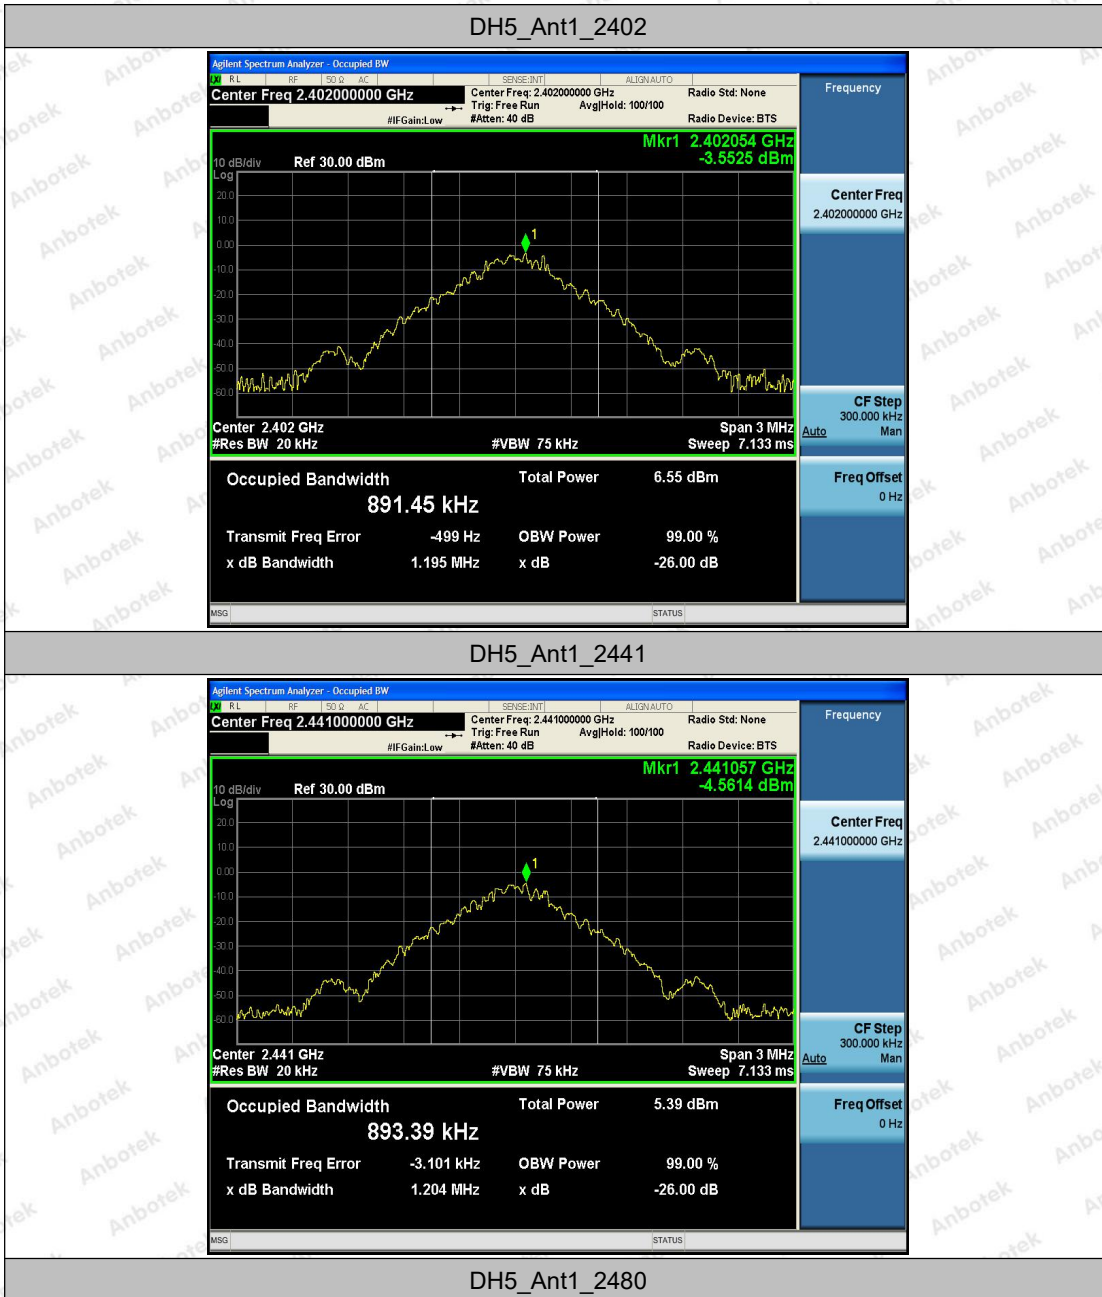 DH5_Ant1_2402
Agilent Spectrum Analyzer - Occupied BW
LXI RL RF 50 Ω AC SENSE:INT ALIGNAUTO
Center Freq 2.402000000 GHz
Center Freq: 2.402000000 GHz Radio Std: None
Trig: Free Run Avg|Hold: 100/100
#IFGain:Low #Atten: 40 dB Radio Device: BTS
Mkr1 2.402054 GHz
-3.5525 dBm
10 dB/div Ref 30.00 dBm
Log
20.0
10.0
0.00
-10.0
-20.0
-30.0
-40.0
-50.0
-60.0
1
Center 2.402 GHz Span 3 MHz
#Res BW 20 kHz #VBW 75 kHz Sweep 7.133 ms
Occupied Bandwidth Total Power 6.55 dBm
891.45 kHz
Transmit Freq Error -499 Hz OBW Power 99.00 %
x dB Bandwidth 1.195 MHz x dB -26.00 dB
MSG STATUS
Frequency
Center Freq
2.402000000 GHz
CF Step
300.000 kHz
Auto Man
Freq Offset
0 Hz
DH5_Ant1_2441
Agilent Spectrum Analyzer - Occupied BW
LXI RL RF 50 Ω AC SENSE:INT ALIGNAUTO
Center Freq 2.441000000 GHz
Center Freq: 2.441000000 GHz Radio Std: None
Trig: Free Run Avg|Hold: 100/100
#IFGain:Low #Atten: 40 dB Radio Device: BTS
Mkr1 2.441057 GHz
-4.5614 dBm
10 dB/div Ref 30.00 dBm
Log
20.0
10.0
0.00
-10.0
-20.0
-30.0
-40.0
-50.0
-60.0
1
Center 2.441 GHz Span 3 MHz
#Res BW 20 kHz #VBW 75 kHz Sweep 7.133 ms
Occupied Bandwidth Total Power 5.39 dBm
893.39 kHz
Transmit Freq Error -3.101 kHz OBW Power 99.00 %
x dB Bandwidth 1.204 MHz x dB -26.00 dB
MSG STATUS
Frequency
Center Freq
2.441000000 GHz
CF Step
300.000 kHz
Auto Man
Freq Offset
0 Hz
DH5_Ant1_2480
Anbotek